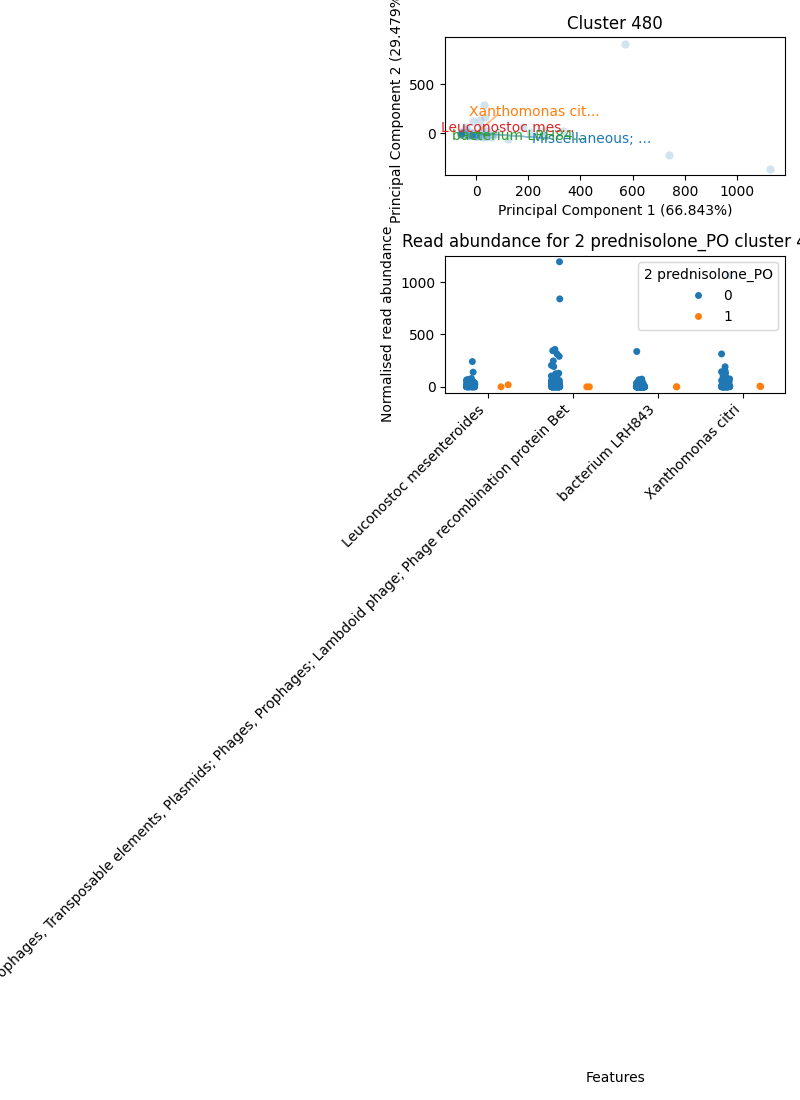 Cluster 480
Principal Component 2 (29.479%
500
0
Xanthomonas cit...
Leuconostoc mes...
bacterium LRH84...
Miscellaneous; ...
0 200 400 600 800 1000
Principal Component 1 (66.843%)
Read abundance for 2 prednisolone_PO cluster 4
Normalised read abundance
1000
500
0
2 prednisolone_PO
0
1
Leuconostoc mesenteroides
ophages, Transposable elements, Plasmids; Phages, Prophages; Lambdoid phage; Phage recombination protein Bet
bacterium LRH843
Xanthomonas citri
Features